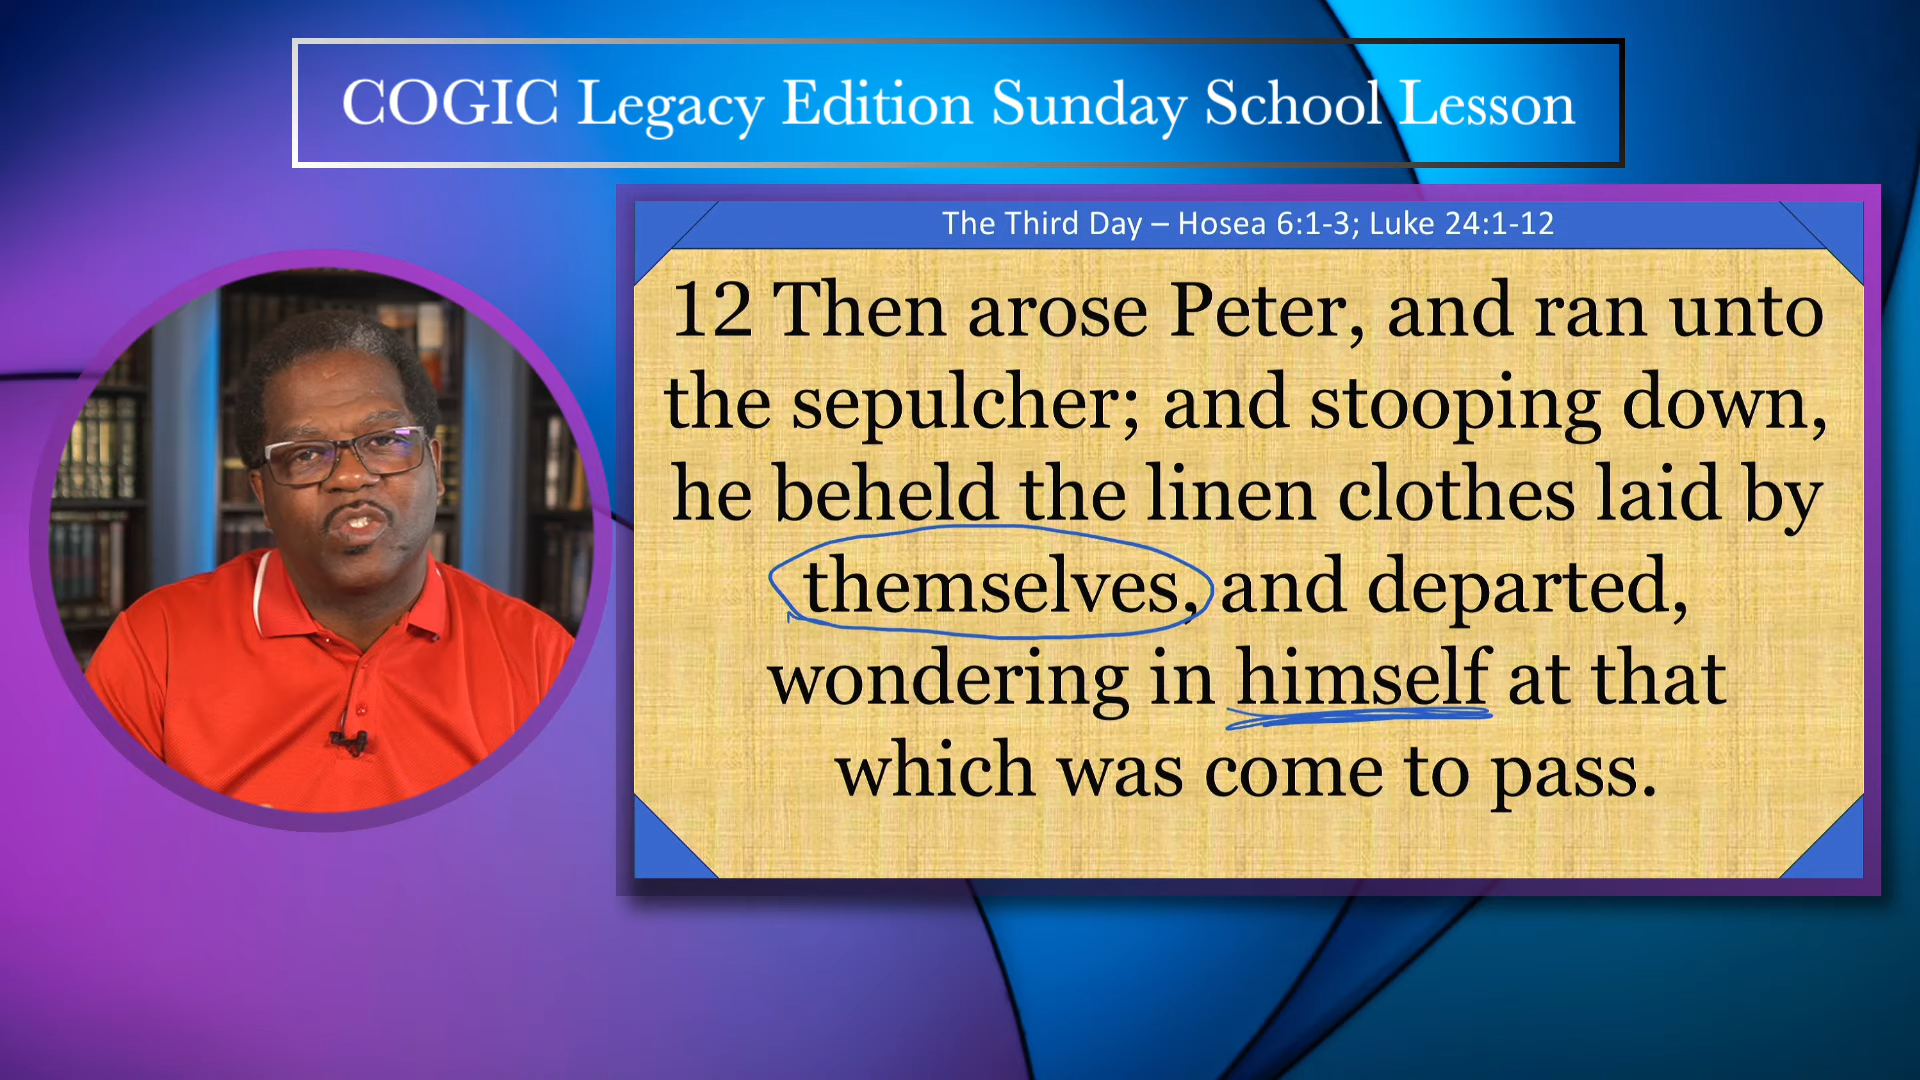 COGIC Legacy Edition Sunday School Lesson
The Third Day – Hosea 6:1-3; Luke 24:1-12
12 Then arose Peter, and ran unto
the sepulcher; and stooping down,
he beheld the linen clothes laid by
themselves, and departed,
wondering in himself at that
which was come to pass.